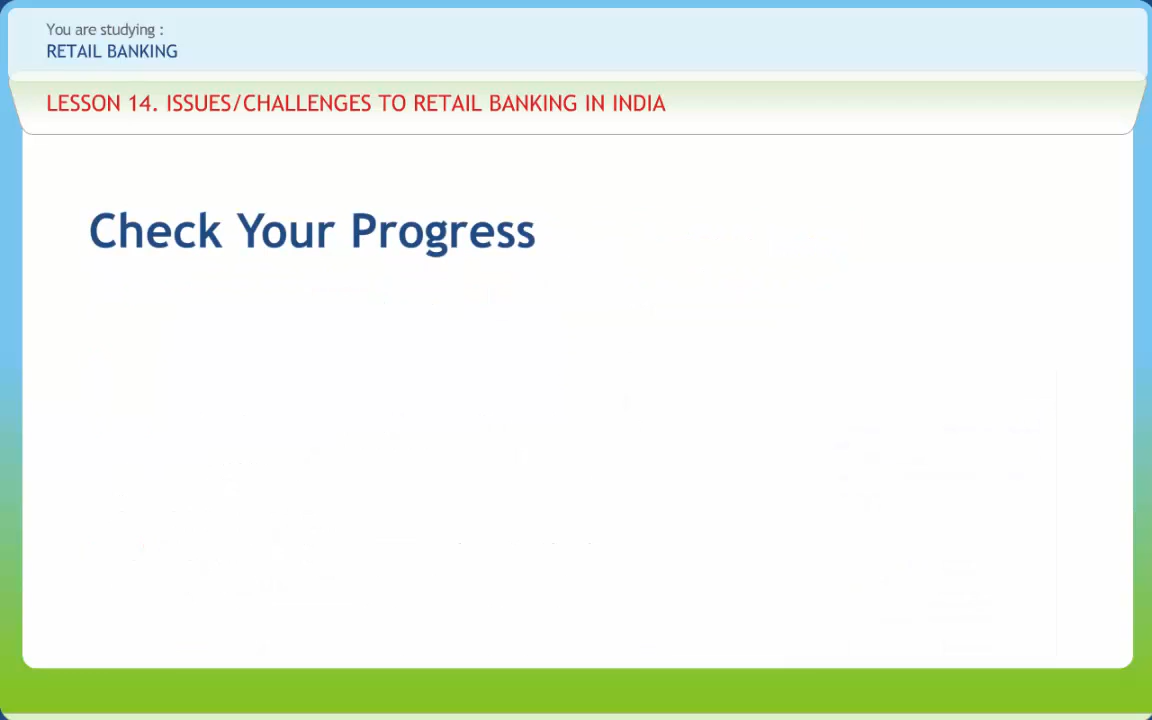 You are studying :
RETAIL BANKING
LESSON 14. ISSUES/CHALLENGES TO RETAIL BANKING IN INDIA
Check Your Progress